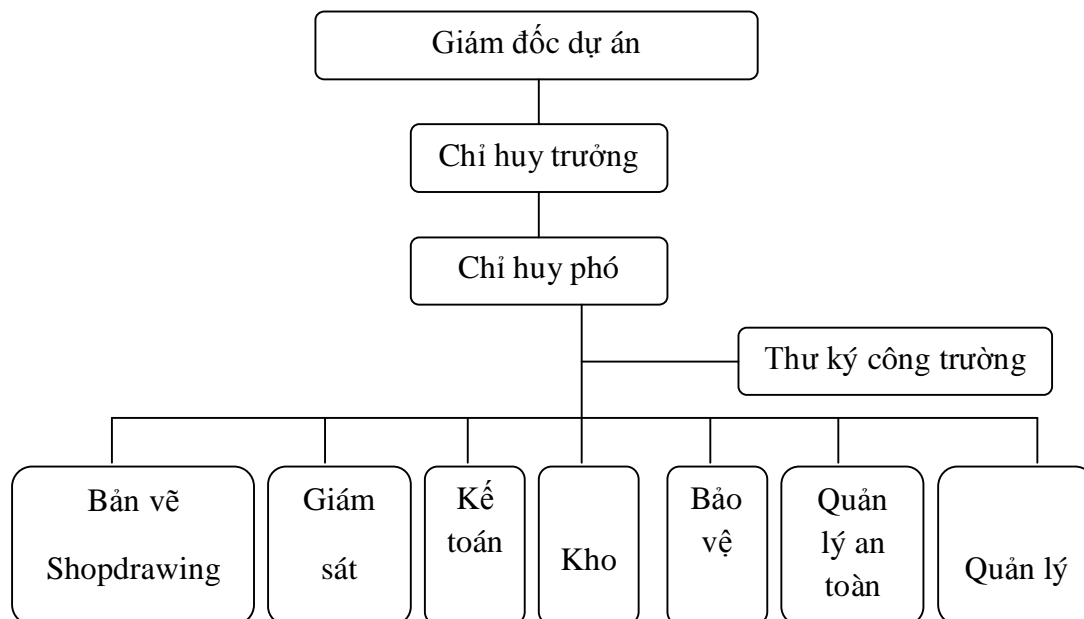 Giám đốc dự án
Chỉ huy trưởng
Chỉ huy phó
Thư ký công trường
Bản vẽ
Shopdrawing
Giám
sát
Kế
toán
Kho
Bảo
vệ
Quản
lý an
toàn
Quản lý